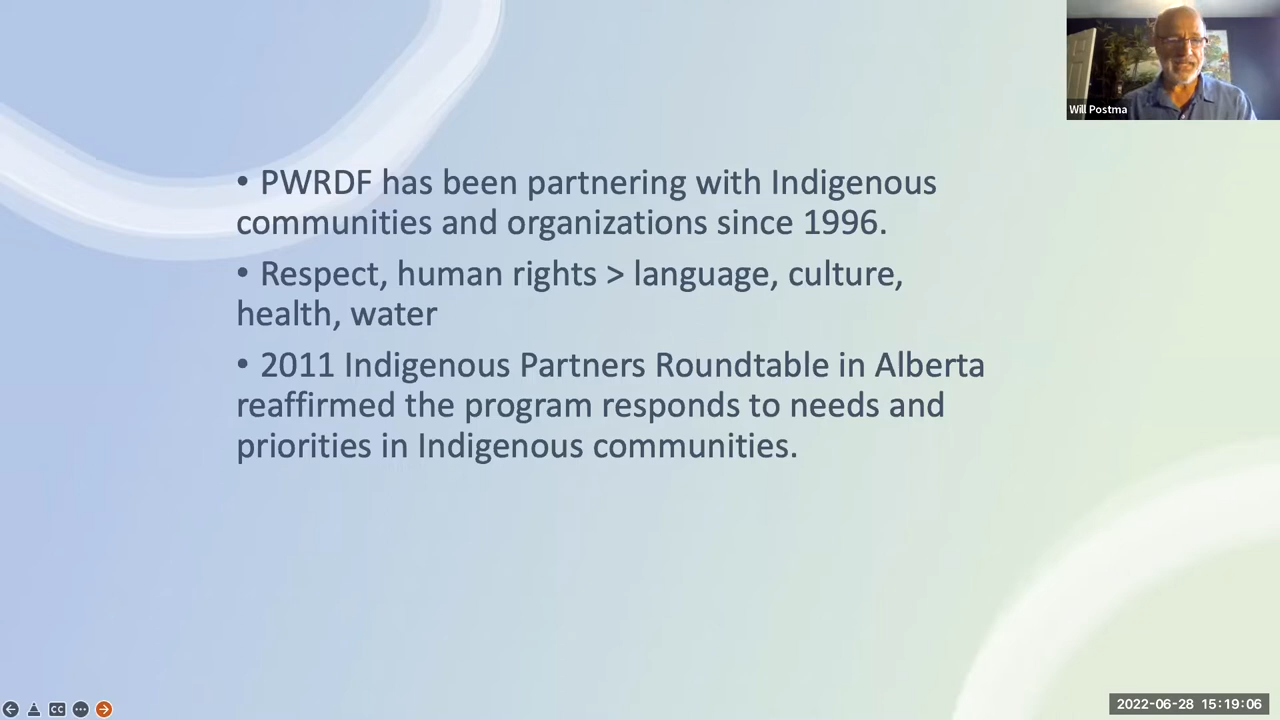 Will Postma
• PWRDF has been partnering with Indigenous
communities and organizations since 1996.
• Respect, human rights > language, culture,
health, water
• 2011 Indigenous Partners Roundtable in Alberta
reaffirmed the program responds to needs and
priorities in Indigenous communities.
CC
2022-06-28 15:19:06